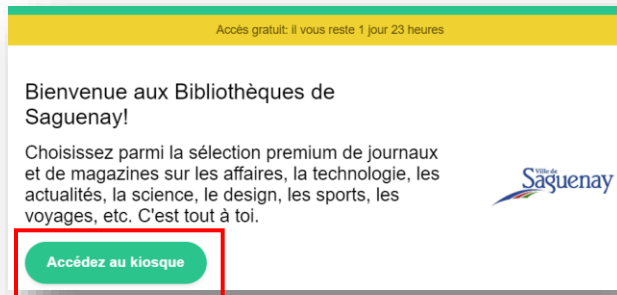 Accès gratuit: il vous reste 1 jour 23 heures
Bienvenue aux Bibliothèques de
Saguenay!
Choisissez parmi la sélection premium de journaux
et de magazines sur les affaires, la technologie, les
actualités, la science, le design, les sports, les
voyages, etc. C'est tout à toi.
Ville de
Saguenay
Accédez au kiosque